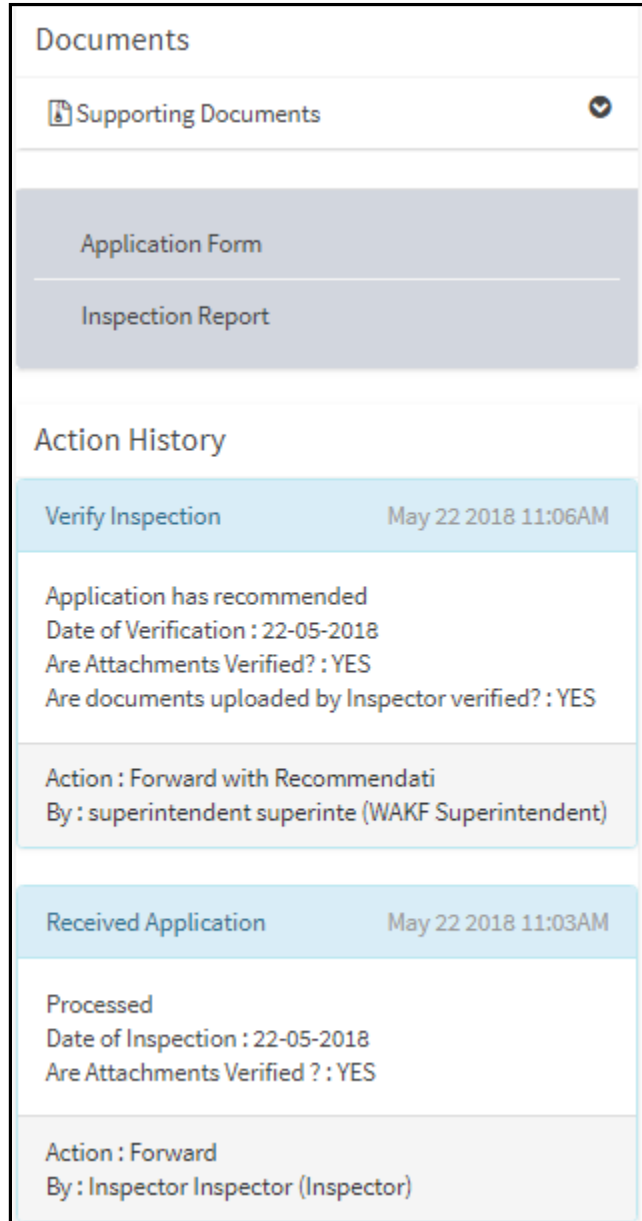 Documents
Supporting Documents
Application Form
Inspection Report
Action History
Verify Inspection May 22 2018 11:06AM
Application has recommended
Date of Verification : 22-05-2018
Are Attachments Verified? : YES
Are documents uploaded by Inspector verified? : YES
Action : Forward with Recommendati
By : superintendent superinte (WAKF Superintendent)
Received Application May 22 2018 11:03AM
Processed
Date of Inspection : 22-05-2018
Are Attachments Verified ? : YES
Action : Forward
By : Inspector Inspector (Inspector)